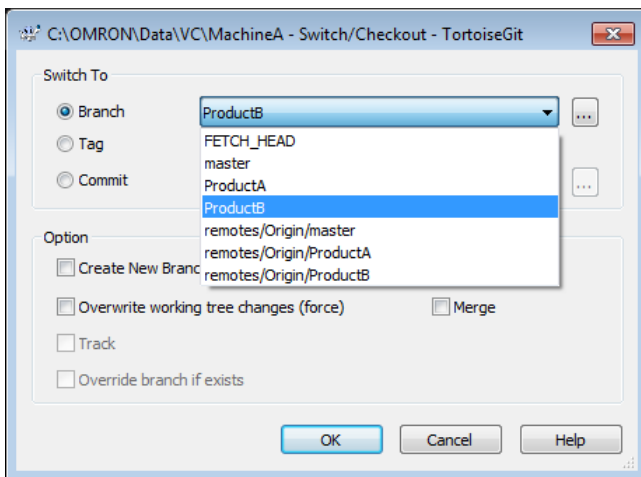 C:\OMRON\Data\VC\MachineA - Switch/Checkout - TortoiseGit
Switch To
Branch
ProductB
...
Tag
FETCH_HEAD
master
Commit
ProductA
...
ProductB
remotes/Origin/master
remotes/Origin/ProductA
remotes/Origin/ProductB
Option
Create New Branc
Overwrite working tree changes (force)
Merge
Track
Override branch if exists
OK
Cancel
Help